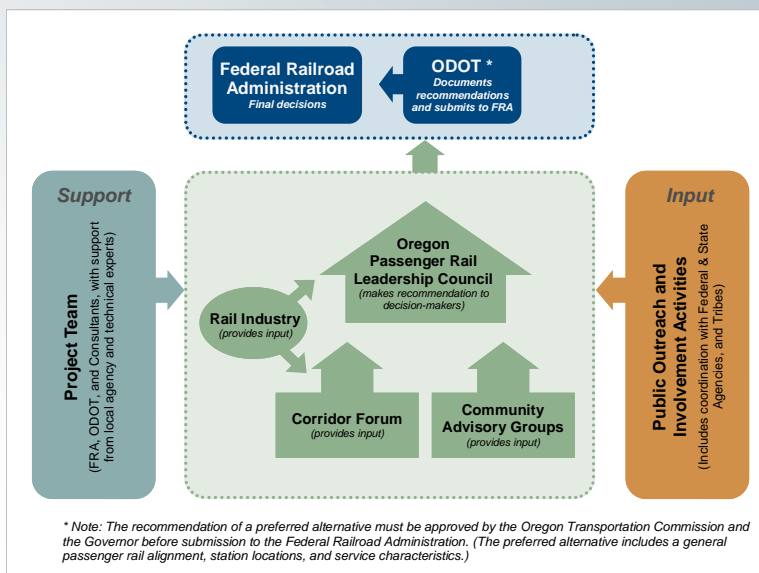 Federal Railroad
Administration
Final decisions
ODOT *
Documents
recommendations
and submits to FRA
Support
Project Team
(FRA, ODOT, and Consultants, with support
from local agency and technical experts)
Oregon
Passenger Rail
Leadership Council
(makes recommendation to
decision-makers)
Rail Industry
(provides input)
Corridor Forum
(provides input)
Community
Advisory Groups
(provides input)
Input
Public Outreach and
Involvement Activities
(Includes coordination with Federal & State
Agencies, and Tribes)
* Note: The recommendation of a preferred alternative must be approved by the Oregon Transportation Commission and
the Governor before submission to the Federal Railroad Administration. (The preferred alternative includes a general
passenger rail alignment, station locations, and service characteristics.)